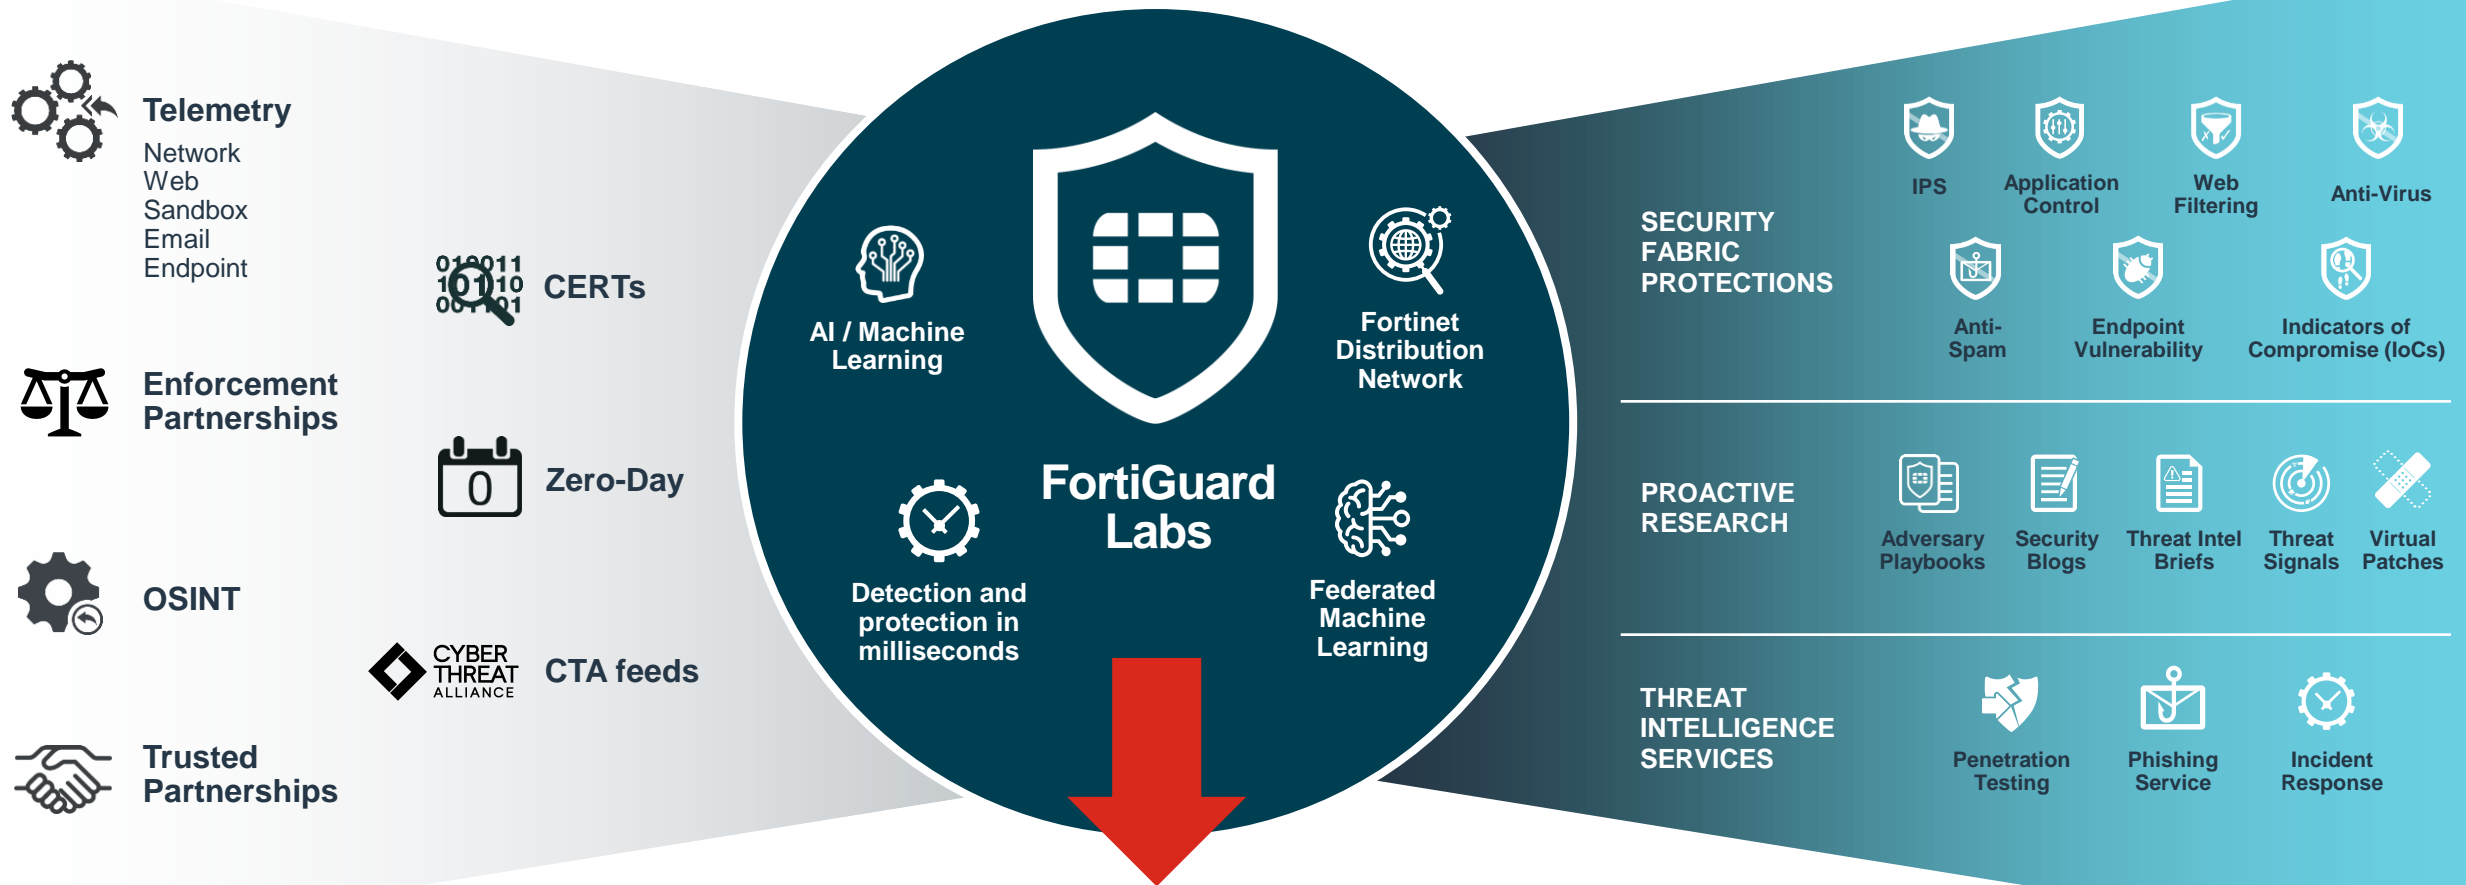 Telemetry
Network
Web
Sandbox
Email
Endpoint
Enforcement
Partnerships
OSINT
Trusted
Partnerships
010011
101110
001101
CERTs
0
Zero-Day
CYBER
THREAT
ALLIANCE
CTA feeds
AI / Machine
Learning
Fortinet
Distribution
Network
FortiGuard
Labs
Detection and
protection in
milliseconds
Federated
Machine
Learning
SECURITY
FABRIC
PROTECTIONS
IPS
Application
Control
Web
Filtering
Anti-Virus
Anti-
Spam
Endpoint
Vulnerability
Indicators of
Compromise (IoCs)
PROACTIVE
RESEARCH
Adversary
Playbooks
Security
Blogs
Threat Intel
Briefs
Threat
Signals
Virtual
Patches
THREAT
INTELLIGENCE
SERVICES
Penetration
Testing
Phishing
Service
Incident
Response